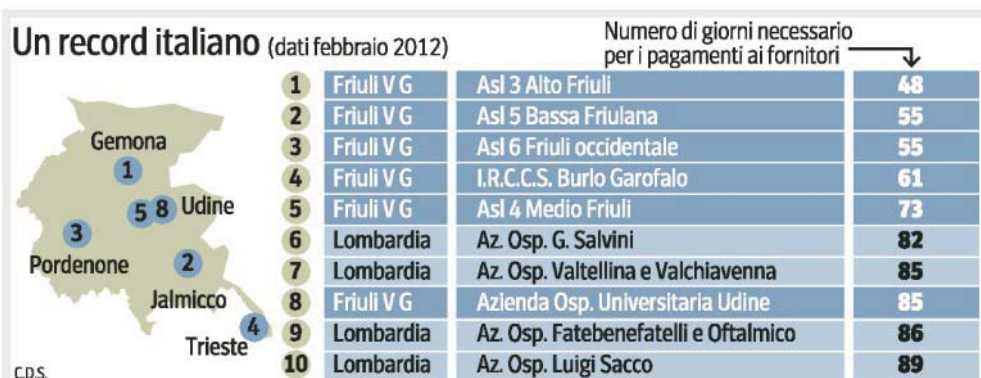 Un record italiano (dati febbraio 2012)
Numero di giorni necessario
per i pagamenti ai fornitori
1 Friuli V G Asl 3 Alto Friuli 48
2 Friuli V G Asl 5 Bassa Friulana 55
3 Friuli V G Asl 6 Friuli occidentale 55
4 Friuli V G I.R.C.C.S. Burlo Garofalo 61
5 Friuli V G Asl 4 Medio Friuli 73
6 Lombardia Az. Osp. G. Salvini 82
7 Lombardia Az. Osp. Valtellina e Valchiavenna 85
8 Friuli V G Azienda Osp. Universitaria Udine 85
9 Lombardia Az. Osp. Fatebenefatelli e Oftalmico 86
10 Lombardia Az. Osp. Luigi Sacco 89
Gemona
1
5 8 Udine
3
Pordenone
2
Jalmicco
4
Trieste
C.D.S.